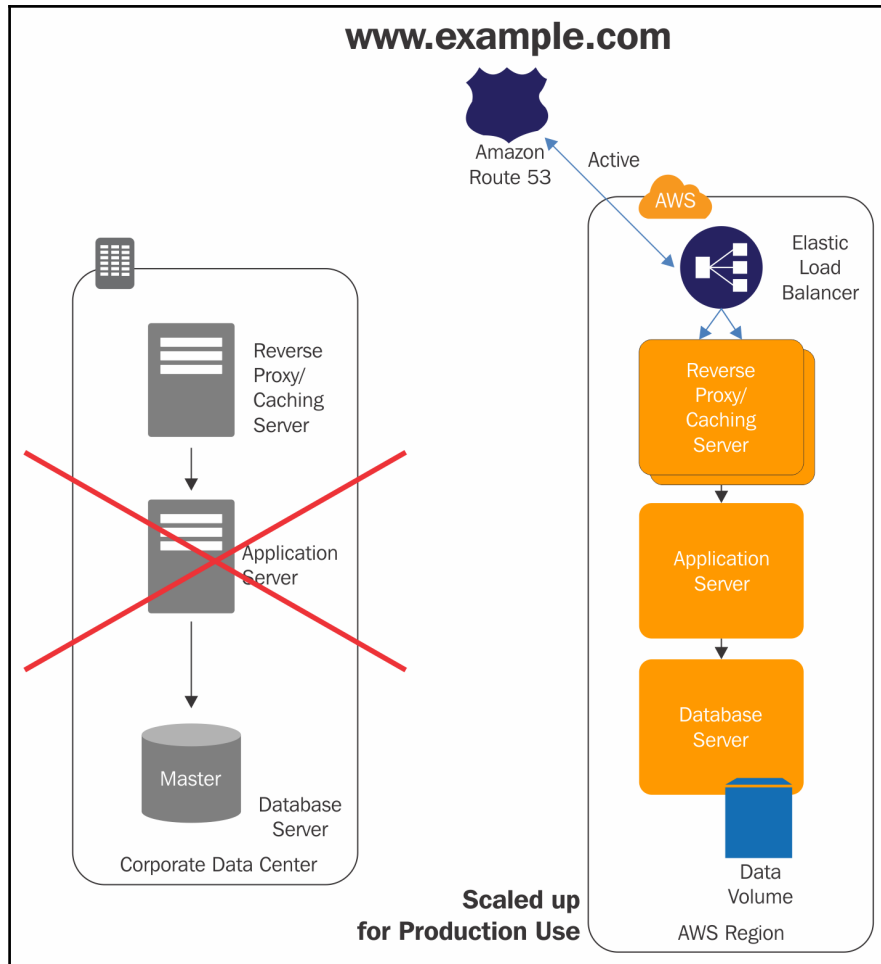 www.example.com
Amazon
Route 53
Active
AWS
Elastic
Load
Balancer
Reverse
Proxy/
Caching
Server
Application
Server
Master
Database
Server
Corporate Data Center
Reverse
Proxy/
Caching
Server
Application
Server
Database
Server
Data
Volume
Scaled up
for Production Use
AWS Region